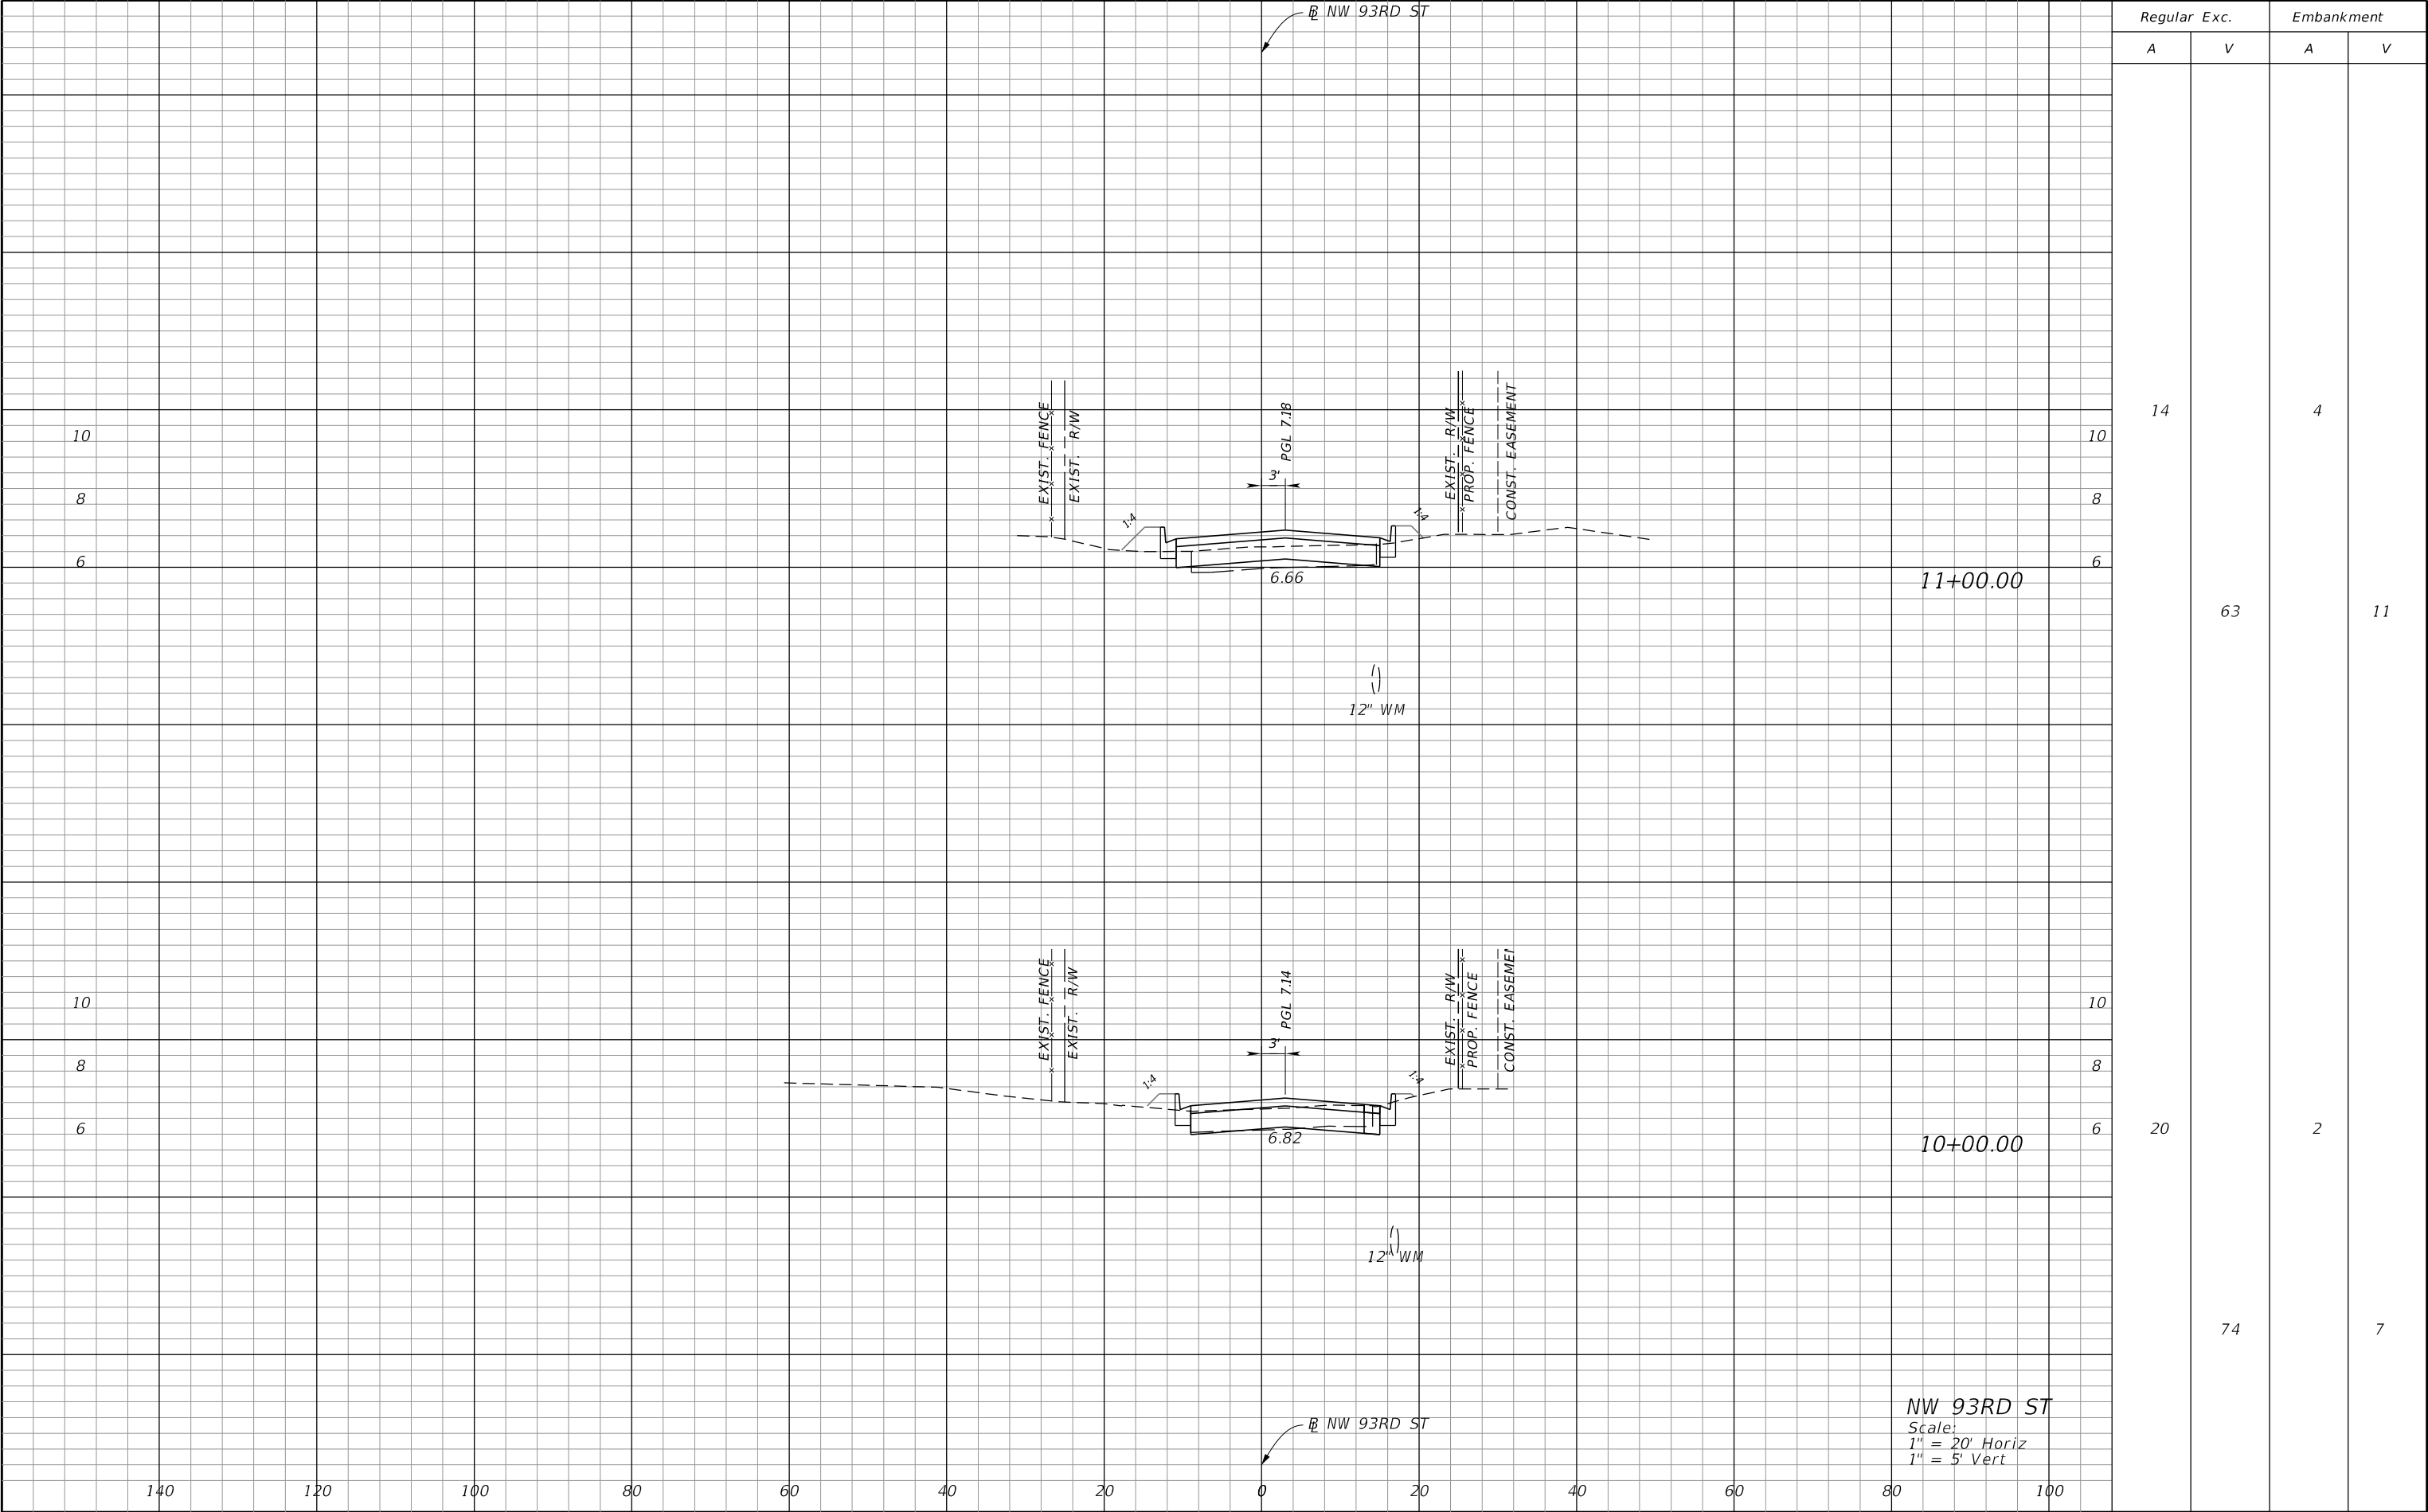 ℄ NW 93RD ST
Regular Exc. Embankment
A V A V
EXIST. FENCE
EXIST. R/W
PGL 7.18
3'
EXIST. R/W
PROP. FENCE
CONST. EASEMENT
14 4
10 10
8 8
1:4 1:4
6 6
6.66
11+00.00
63 11
12" WM
EXIST. FENCE
EXIST. R/W
PGL 7.14
3'
EXIST. R/W
PROP. FENCE
CONST. EASEMEN
10 10
8 8
1:4 1:4
6 6 20 2
6.82
10+00.00
12" WM
74 7
NW 93RD ST
Scale:
1" = 20' Horiz
1" = 5' Vert
℄ NW 93RD ST
140 120 100 80 60 40 20 0 20 40 60 80 100